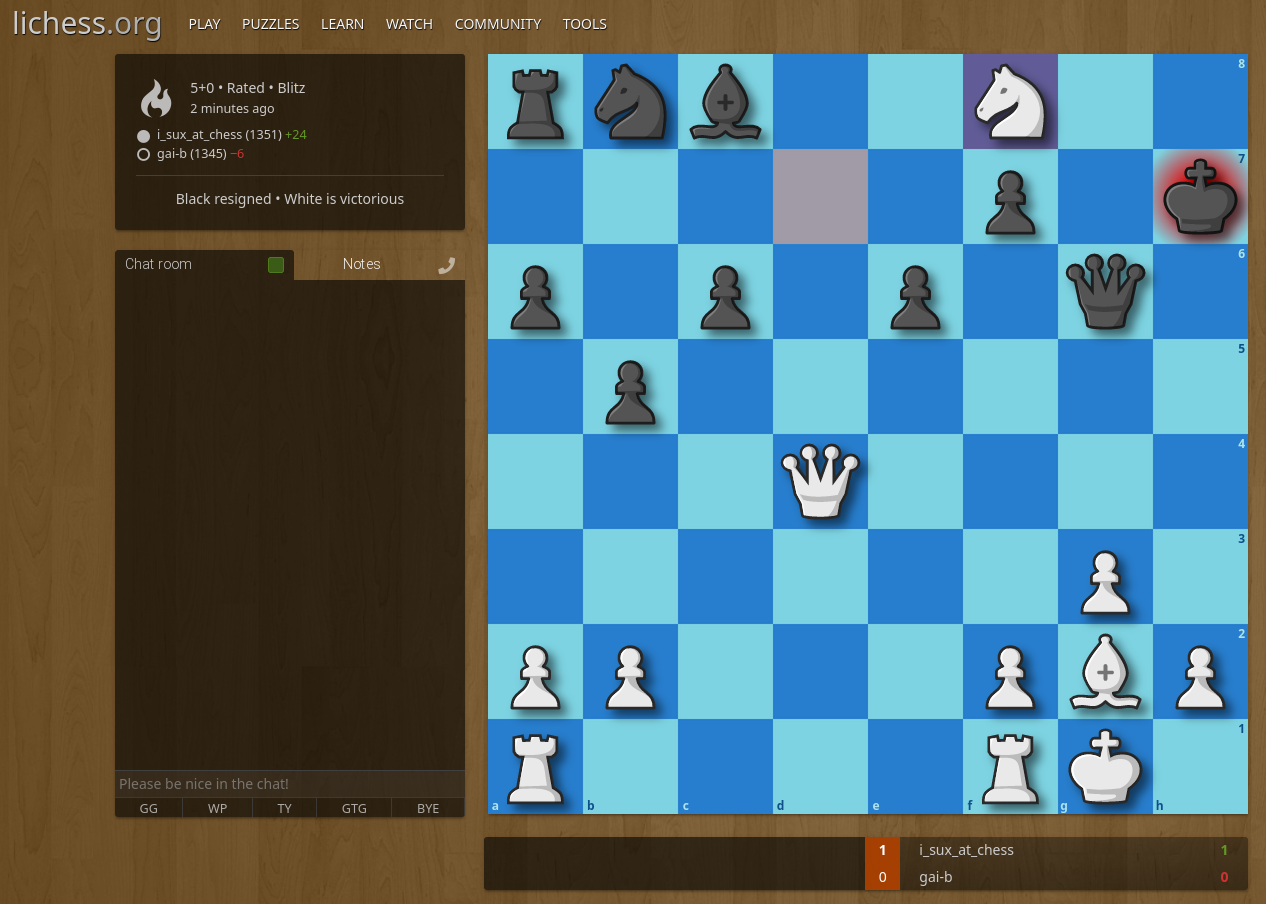 lichess.org PLAY PUZZLES LEARN WATCH COMMUNITY TOOLS
5+0 • Rated • Blitz
2 minutes ago
i_sux_at_chess (1351) +24
gai-b (1345) −6
Black resigned • White is victorious
Chat room Notes
Please be nice in the chat!
GG WP TY GTG BYE
8
7
6
5
4
3
2
1
a b c d e f g h
1 i_sux_at_chess 1
0 gai-b 0